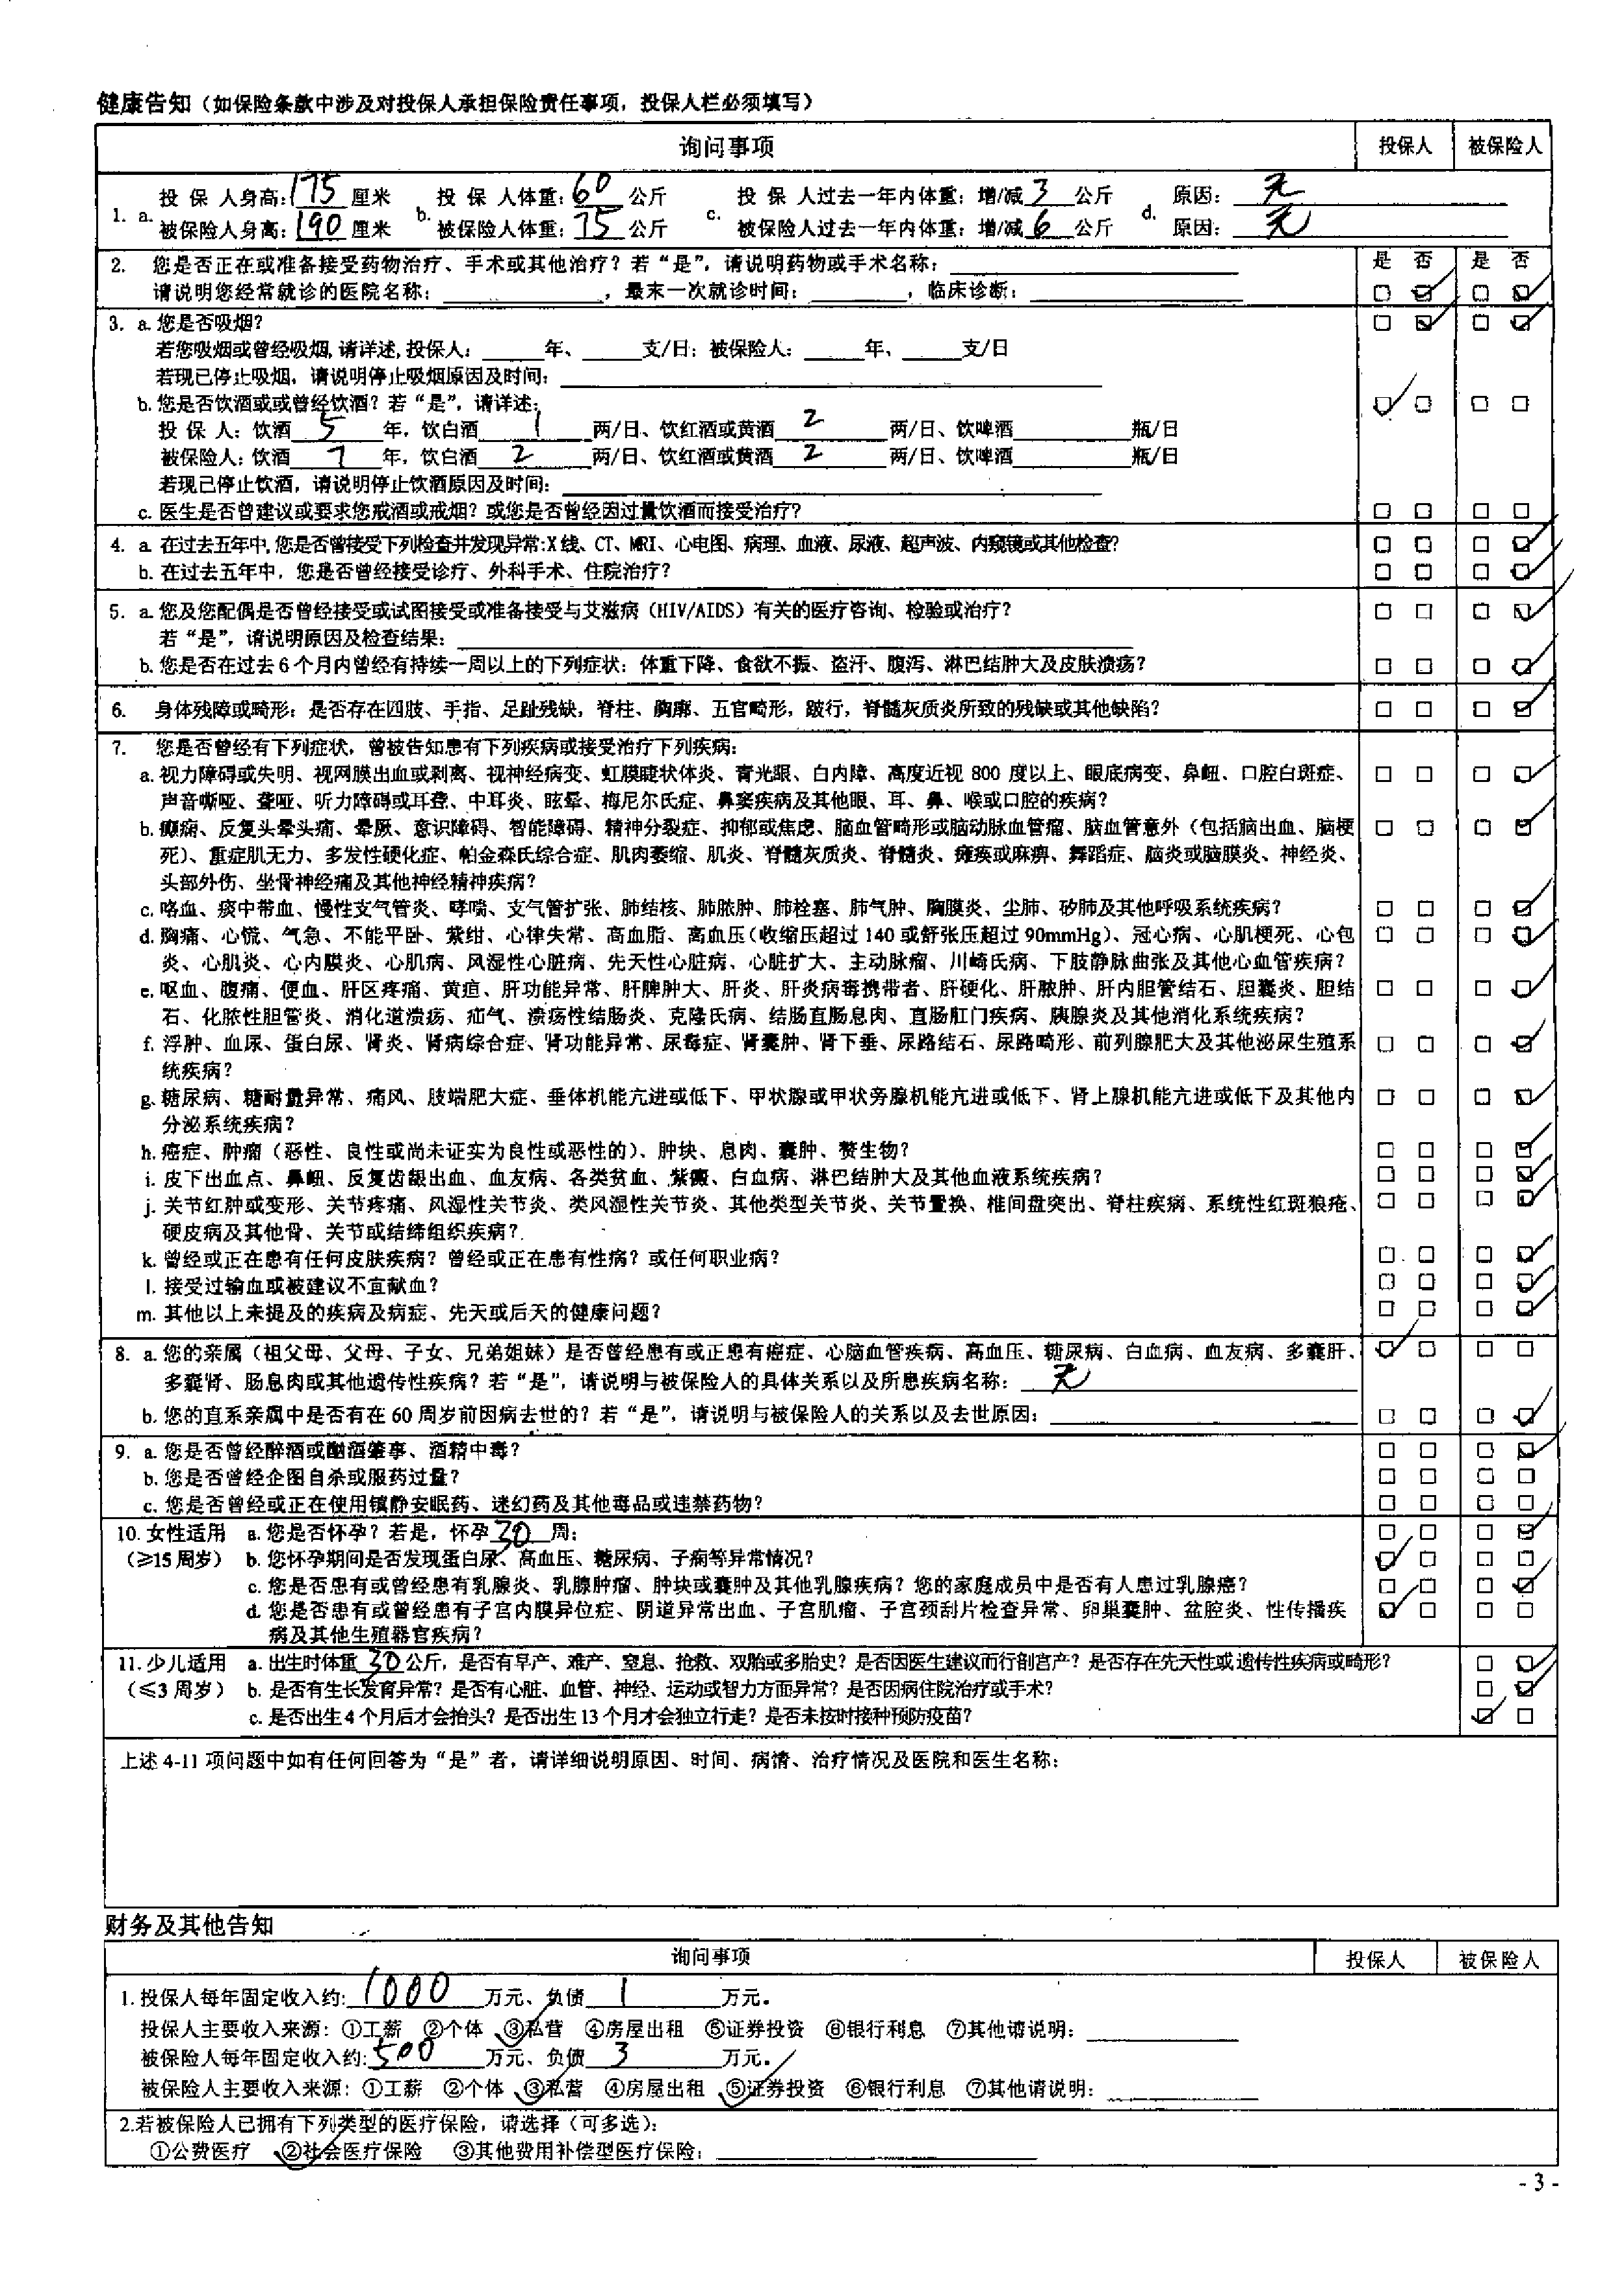 健康告知（如保险条款中涉及对投保人承担保险责任事项，投保人栏必须填写）
询问事项 投保人 被保险人
1. a. 投 保 人身高：175 厘米 b. 投 保 人体重：60 公斤 c. 投 保 人过去一年内体重：增/减 3 公斤 d. 原因：无
被保险人身高：190 厘米 被保险人体重：75 公斤 被保险人过去一年内体重：增/减 6 公斤 原因：无
2. 您是否正在或准备接受药物治疗、手术或其他治疗？若“是”，请说明药物或手术名称： 是 否 是 否
请说明您经常就诊的医院名称： ，最末一次就诊时间： ，临床诊断： □ ☑ □ ☑
3. a. 您是否吸烟？ □ ☑ □ ☑
若您吸烟或曾经吸烟,请详述,投保人： 年、 支/日；被保险人： 年、 支/日
若现已停止吸烟，请说明停止吸烟原因及时间：
b. 您是否饮酒或或曾经饮酒？若“是”，请详述： ☑ □ □ □
投 保 人：饮酒 5 年，饮白酒 1 两/日、饮红酒或黄酒 2 两/日、饮啤酒 瓶/日
被保险人：饮酒 7 年，饮白酒 2 两/日、饮红酒或黄酒 2 两/日、饮啤酒 瓶/日
若现已停止饮酒，请说明停止饮酒原因及时间：
c. 医生是否曾建议或要求您戒酒或戒烟？或您是否曾经因过量饮酒而接受治疗？ □ □ □ □
4. a. 在过去五年中,您是否曾接受下列检查并发现异常:X线、CT、MRI、心电图、病理、血液、尿液、超声波、内窥镜或其他检查？ □ □ □ ☑
b. 在过去五年中，您是否曾经接受诊疗、外科手术、住院治疗？ □ □ □ ☑
5. a. 您及您配偶是否曾经接受或试图接受或准备接受与艾滋病（HIV/AIDS）有关的医疗咨询、检验或治疗？ □ □ □ ☑
若“是”，请说明原因及检查结果：
b. 您是否在过去6个月内曾经有持续一周以上的下列症状：体重下降、食欲不振、盗汗、腹泻、淋巴结肿大及皮肤溃疡？ □ □ □ ☑
6. 身体残障或畸形：是否存在四肢、手指、足趾残缺，脊柱、胸廓、五官畸形，跛行，脊髓灰质炎所致的残缺或其他缺陷？ □ □ □ ☑
7. 您是否曾经有下列症状，曾被告知患有下列疾病或接受治疗下列疾病：
a. 视力障碍或失明、视网膜出血或剥离、视神经病变、虹膜睫状体炎、青光眼、白内障、高度近视 800 度以上、眼底病变、鼻衄、口腔白斑症、 □ □ □ ☑
声音嘶哑、聋哑、听力障碍或耳聋、中耳炎、眩晕、梅尼尔氏症、鼻窦疾病及其他眼、耳、鼻、喉或口腔的疾病？
b. 癫痫、反复头晕头痛、晕厥、意识障碍、智能障碍、精神分裂症、抑郁或焦虑、脑血管畸形或脑动脉血管瘤、脑血管意外（包括脑出血、脑梗 □ □ □ ☑
死）、重症肌无力、多发性硬化症、帕金森氏综合症、肌肉萎缩、肌炎、脊髓灰质炎、脊髓炎、瘫痪或麻痹、舞蹈症、脑炎或脑膜炎、神经炎、
头部外伤、坐骨神经痛及其他神经精神疾病？
c. 咯血、痰中带血、慢性支气管炎、哮喘、支气管扩张、肺结核、肺脓肿、肺栓塞、肺气肿、胸膜炎、尘肺、矽肺及其他呼吸系统疾病？ □ □ □ ☑
d. 胸痛、心慌、气急、不能平卧、紫绀、心律失常、高血脂、高血压（收缩压超过 140 或舒张压超过 90mmHg）、冠心病、心肌梗死、心包 □ □ □ ☑
炎、心肌炎、心内膜炎、心肌病、风湿性心脏病、先天性心脏病、心脏扩大、主动脉瘤、川崎氏病、下肢静脉曲张及其他心血管疾病？
e. 呕血、腹痛、便血、肝区疼痛、黄疸、肝功能异常、肝脾肿大、肝炎、肝炎病毒携带者、肝硬化、肝脓肿、肝内胆管结石、胆囊炎、胆结 □ □ □ ☑
石、化脓性胆管炎、消化道溃疡、疝气、溃疡性结肠炎、克隆氏病、结肠直肠息肉、直肠肛门疾病、胰腺炎及其他消化系统疾病？
f. 浮肿、血尿、蛋白尿、肾炎、肾病综合症、肾功能异常、尿毒症、肾囊肿、肾下垂、尿路结石、尿路畸形、前列腺肥大及其他泌尿生殖系 □ □ □ ☑
统疾病？
g. 糖尿病、糖耐量异常、痛风、肢端肥大症、垂体机能亢进或低下、甲状腺或甲状旁腺机能亢进或低下、肾上腺机能亢进或低下及其他内 □ □ □ ☑
分泌系统疾病？
h. 癌症、肿瘤（恶性、良性或尚未证实为良性或恶性的）、肿块、息肉、囊肿、赘生物？ □ □ □ ☑
i. 皮下出血点、鼻衄、反复齿龈出血、血友病、各类贫血、紫癜、白血病、淋巴结肿大及其他血液系统疾病？ □ □ □ ☑
j. 关节红肿或变形、关节疼痛、风湿性关节炎、类风湿性关节炎、其他类型关节炎、关节置换、椎间盘突出、脊柱疾病、系统性红斑狼疮、 □ □ □ ☑
硬皮病及其他骨、关节或结缔组织疾病？
k. 曾经或正在患有任何皮肤疾病？曾经或正在患有性病？或任何职业病？ □ □ □ ☑
l. 接受过输血或被建议不宜献血？ □ □ □ ☑
m. 其他以上未提及的疾病及病症、先天或后天的健康问题？ □ □ □ ☑
8. a. 您的亲属（祖父母、父母、子女、兄弟姐妹）是否曾经患有或正患有癌症、心脑血管疾病、高血压、糖尿病、白血病、血友病、多囊肝、 ☑ □ □ □
多囊肾、肠息肉或其他遗传性疾病？若“是”，请说明与被保险人的具体关系以及所患疾病名称：无
b. 您的直系亲属中是否有在 60 周岁前因病去世的？若“是”，请说明与被保险人的关系以及去世原因： □ □ □ ☑
9. a. 您是否曾经醉酒或酗酒肇事、酒精中毒？ □ □ □ ☑
b. 您是否曾经企图自杀或服药过量？ □ □ □ □
c. 您是否曾经或正在使用镇静安眠药、迷幻药及其他毒品或违禁药物？ □ □ □ □
10. 女性适用 a. 您是否怀孕？若是，怀孕 30 周； □ □ □ ☑
（≥15 周岁） b. 您怀孕期间是否发现蛋白尿、高血压、糖尿病、子痫等异常情况？ ☑ □ □ □
c. 您是否患有或曾经患有乳腺炎、乳腺肿瘤、肿块或囊肿及其他乳腺疾病？您的家庭成员中是否有人患过乳腺癌？ □ □ □ ☑
d. 您是否患有或曾经患有子宫内膜异位症、阴道异常出血、子宫肌瘤、子宫颈刮片检查异常、卵巢囊肿、盆腔炎、性传播疾 ☑ □ □ □
病及其他生殖器官疾病？
11. 少儿适用 a. 出生时体重 30 公斤，是否有早产、难产、窒息、抢救、双胎或多胎史？是否因医生建议而行剖宫产？是否存在先天性或遗传性疾病或畸形？ □ ☑
（≤3 周岁） b. 是否有生长发育异常？是否有心脏、血管、神经、运动或智力方面异常？是否因病住院治疗或手术？ □ ☑
c. 是否出生 4 个月后才会抬头？是否出生 13 个月才会独立行走？是否未按时接种预防疫苗？ ☑ □
上述 4-11 项问题中如有任何回答为“是”者，请详细说明原因、时间、病情、治疗情况及医院和医生名称：
财务及其他告知
询问事项 投保人 被保险人
1. 投保人每年固定收入约：1000 万元、负债 1 万元。
投保人主要收入来源：①工薪 ②个体 ③私营 ④房屋出租 ⑤证券投资 ⑥银行利息 ⑦其他请说明：
被保险人每年固定收入约：500 万元、负债 3 万元。
被保险人主要收入来源：①工薪 ②个体 ③私营 ④房屋出租 ⑤证券投资 ⑥银行利息 ⑦其他请说明：
2.若被保险人已拥有下列类型的医疗保险，请选择（可多选）：
①公费医疗 ②社会医疗保险 ③其他费用补偿型医疗保险：
- 3 -